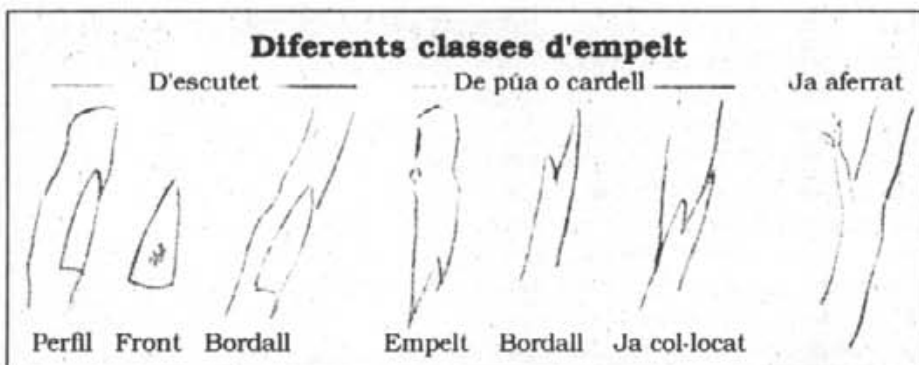 Diferents classes d'empelt
D'escutet De púa o cardell Ja aferrat
Perfil Front Bordall Empelt Bordall Ja col·locat